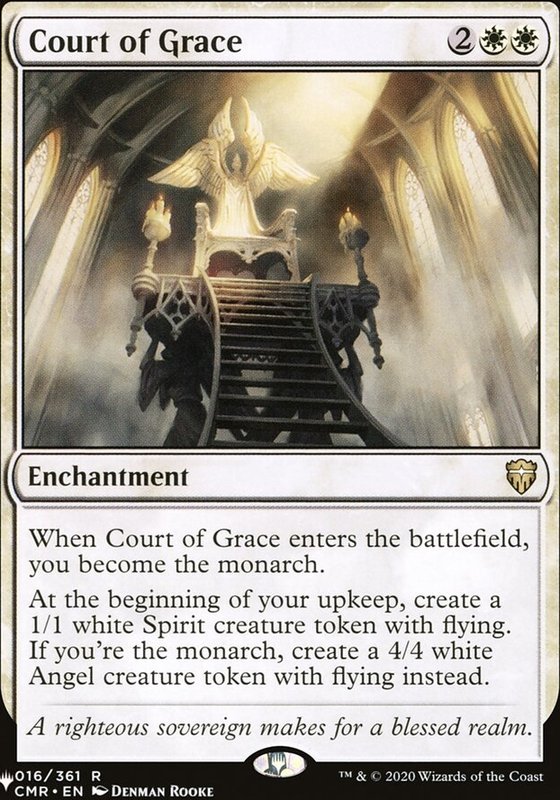 Court of Grace 2
Enchantment
When Court of Grace enters the battlefield,
you become the monarch.
At the beginning of your upkeep, create a
1/1 white Spirit creature token with flying.
If you're the monarch, create a 4/4 white
Angel creature token with flying instead.
A righteous sovereign makes for a blessed realm.
016/361 R
CMR • EN DENMAN ROOKE
™ & © 2020 Wizards of the Coast